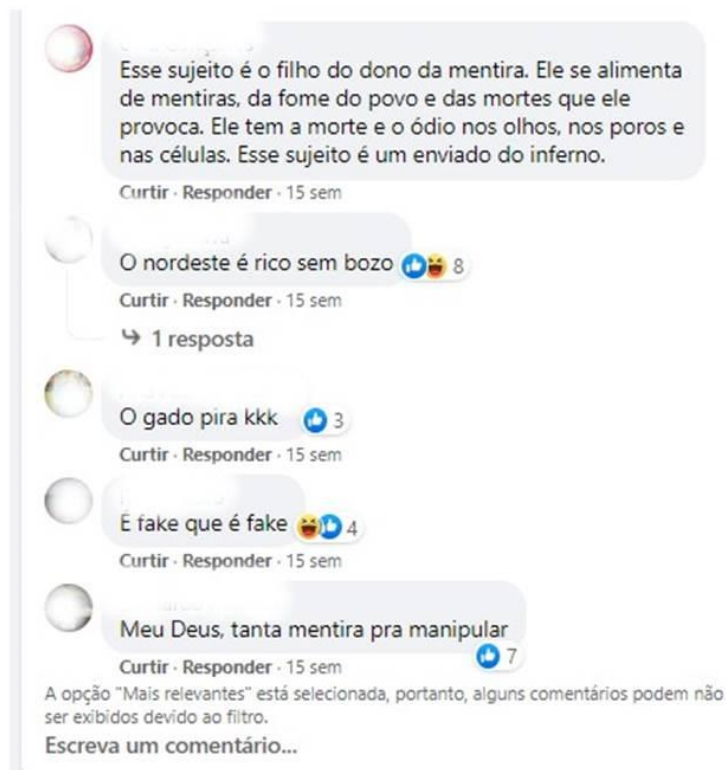 Esse sujeito é o filho do dono da mentira. Ele se alimenta
de mentiras, da fome do povo e das mortes que ele
provoca. Ele tem a morte e o ódio nos olhos, nos poros e
nas células. Esse sujeito é um enviado do inferno.
Curtir · Responder · 15 sem
O nordeste é rico sem bozo 8
Curtir · Responder · 15 sem
1 resposta
O gado pira kkk 3
Curtir · Responder · 15 sem
É fake que é fake 4
Curtir · Responder · 15 sem
Meu Deus, tanta mentira pra manipular
7
Curtir · Responder · 15 sem
A opção "Mais relevantes" está selecionada, portanto, alguns comentários podem não
ser exibidos devido ao filtro.
Escreva um comentário...